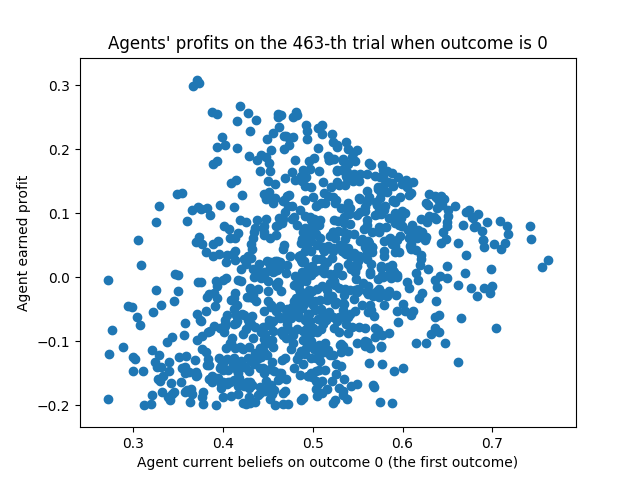 Agents' profits on the 463-th trial when outcome is 0
Agent earned profit
0.3
0.2
0.1
0.0
−0.1
−0.2
0.3 0.4 0.5 0.6 0.7
Agent current beliefs on outcome 0 (the first outcome)